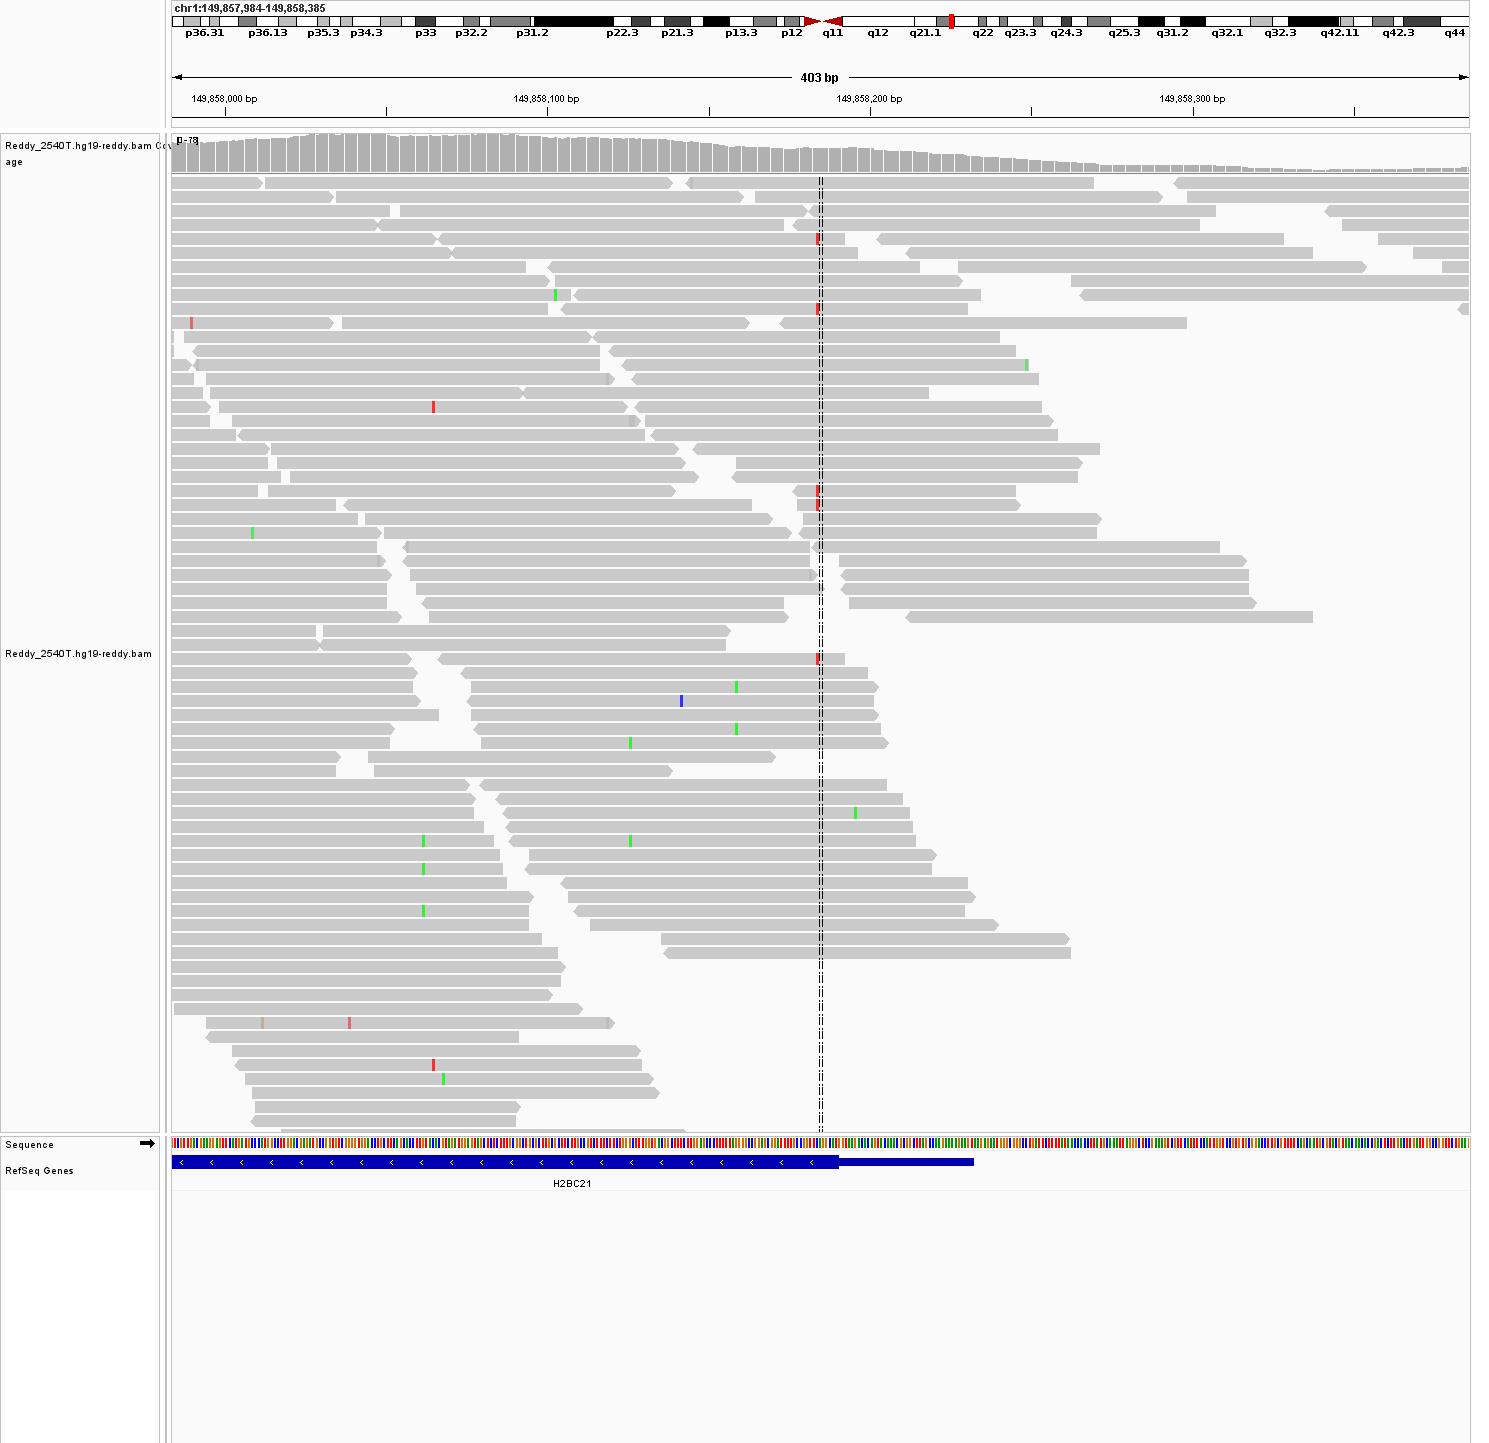 chr1:149,857,984-149,858,385
p36.31 p36.13 p35.3 p34.3 p33 p32.2 p31.2 p22.3 p21.3 p13.3 p12 q11 q12 q21.1 q22 q23.3 q24.3 q25.3 q31.2 q32.1 q32.3 q42.11 q42.3 q44
403 bp
149,858,000 bp 149,858,100 bp 149,858,200 bp 149,858,300 bp
Reddy_2540T.hg19-reddy.bam Cov
age
Reddy_2540T.hg19-reddy.bam
Sequence
RefSeq Genes
H2BC21